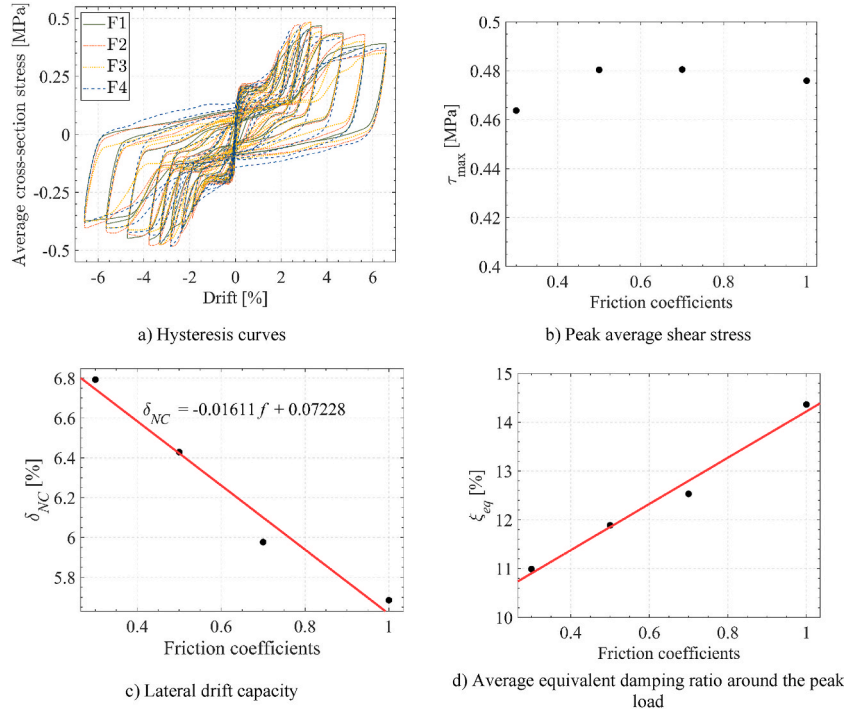 Average cross-section stress [MPa]
0.5
0.25
0
-0.25
-0.5
F1
F2
F3
F4
-6 -4 -2 0 2 4 6
Drift [%]
a) Hysteresis curves
τmax [MPa]
0.5
0.48
0.46
0.44
0.42
0.4
0.4 0.6 0.8 1
Friction coefficients
b) Peak average shear stress
δNC [%]
6.8
6.6
6.4
6.2
6
5.8
δNC = -0.01611 f + 0.07228
0.4 0.6 0.8 1
Friction coefficients
c) Lateral drift capacity
ξeq [%]
15
14
13
12
11
10
0.4 0.6 0.8 1
Friction coefficients
d) Average equivalent damping ratio around the peak
load